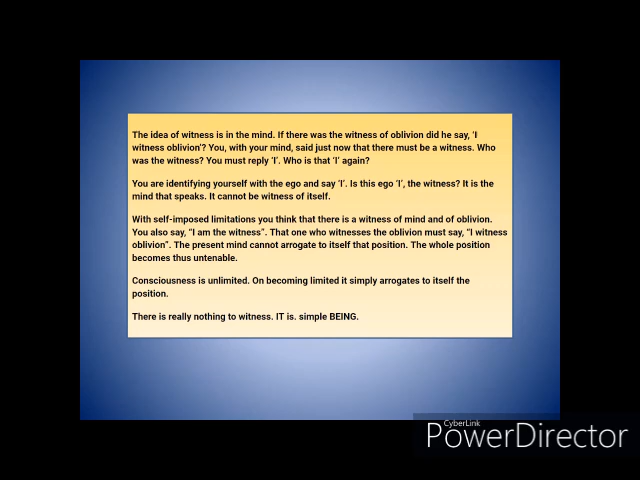 The idea of witness is in the mind. If there was the witness of oblivion did he say, 'I
witness oblivion'? You, with your mind, said just now that there must be a witness. Who
was the witness? You must reply 'I'. Who is that 'I' again?
You are identifying yourself with the ego and say 'I'. Is this ego 'I', the witness? It is the
mind that speaks. It cannot be witness of itself.
With self-imposed limitations you think that there is a witness of mind and of oblivion.
You also say, "I am the witness". That one who witnesses the oblivion must say, "I witness
oblivion". The present mind cannot arrogate to itself that position. The whole position
becomes thus untenable.
Consciousness is unlimited. On becoming limited it simply arrogates to itself the
position.
There is really nothing to witness. IT is. simple BEING.
CyberLink
PowerDirector